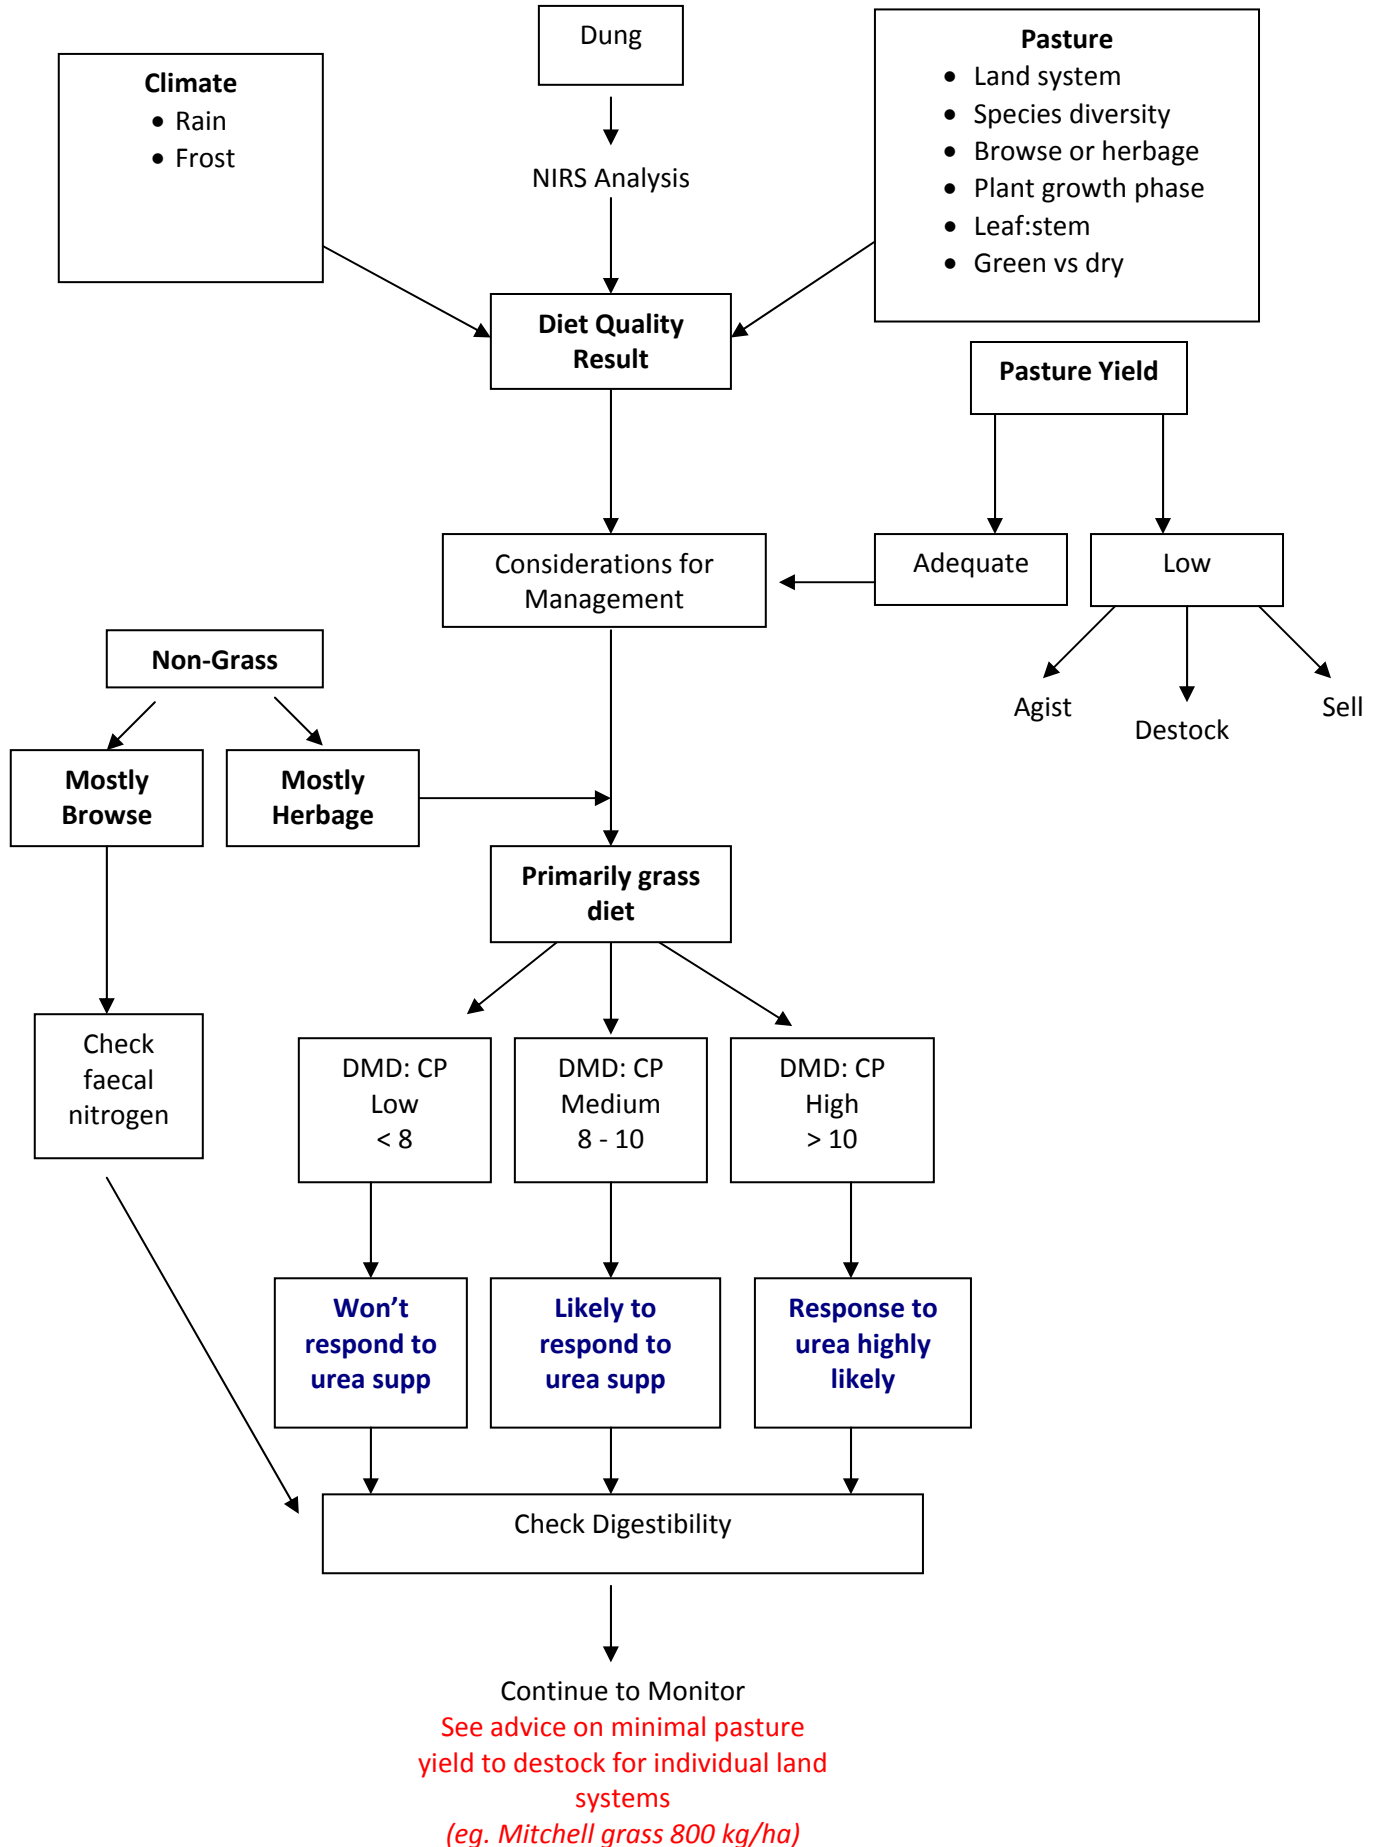 Dung
Climate
• Rain
• Frost
Pasture
• Land system
• Species diversity
• Browse or herbage
• Plant growth phase
• Leaf:stem
• Green vs dry
NIRS Analysis
Diet Quality
Result
Pasture Yield
Considerations for
Management
Adequate
Low
Non-Grass
Agist
Destock
Sell
Mostly
Browse
Mostly
Herbage
Primarily grass
diet
Check
faecal
nitrogen
DMD: CP
Low
< 8
DMD: CP
Medium
8 - 10
DMD: CP
High
> 10
Won’t
respond to
urea supp
Likely to
respond to
urea supp
Response to
urea highly
likely
Check Digestibility
Continue to Monitor
See advice on minimal pasture
yield to destock for individual land
systems
(eg. Mitchell grass 800 kg/ha)